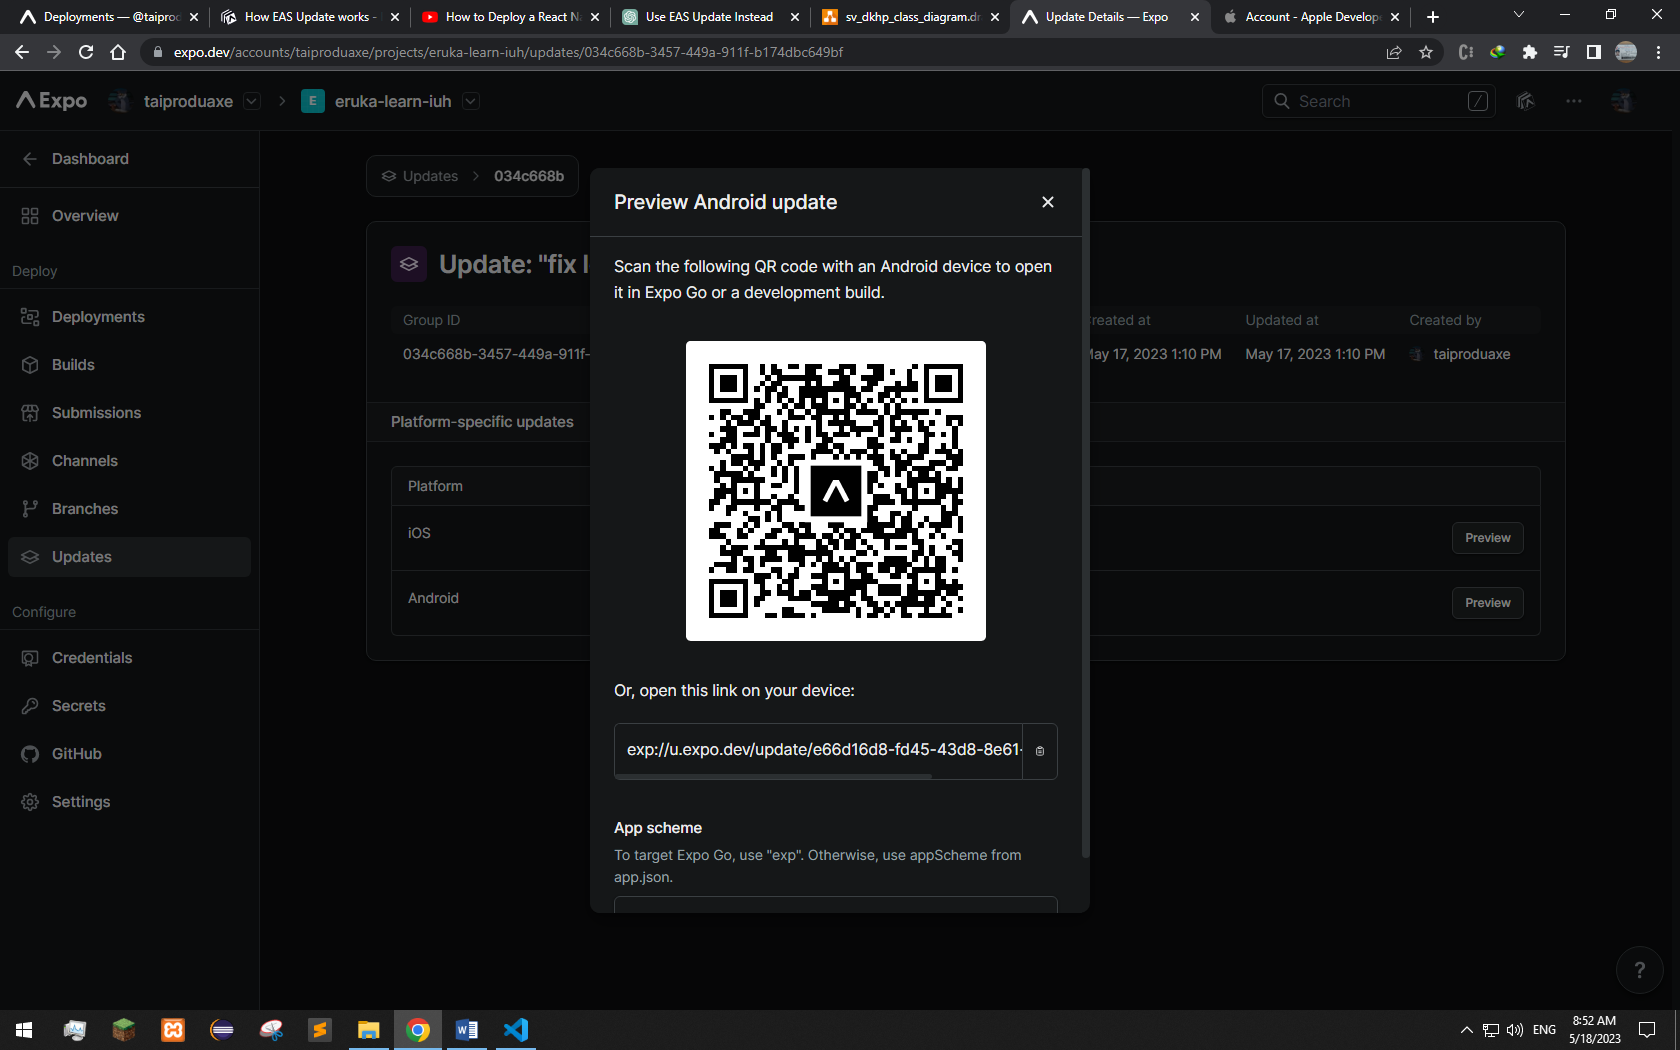 Deployments — @taiprod
How EAS Update works -
How to Deploy a React Na
Use EAS Update Instead
sv_dkhp_class_diagram.dr
Update Details — Expo
Account - Apple Develop
expo.dev/accounts/taiproduaxe/projects/eruka-learn-iuh/updates/034c668b-3457-449a-911f-b174dbc649bf
Expo
taiproduaxe
E
eruka-learn-iuh
Search /
Dashboard
Overview
Deploy
Deployments
Builds
Submissions
Channels
Branches
Updates
Configure
Credentials
Secrets
GitHub
Settings
Updates > 034c668b
Update: "fix l
Group ID
034c668b-3457-449a-911f-
reated at
May 17, 2023 1:10 PM
Updated at
May 17, 2023 1:10 PM
Created by
taiproduaxe
Platform-specific updates
Platform
iOS
Preview
Android
Preview
Preview Android update
Scan the following QR code with an Android device to open
it in Expo Go or a development build.
Or, open this link on your device:
exp://u.expo.dev/update/e66d16d8-fd45-43d8-8e61-
App scheme
To target Expo Go, use "exp". Otherwise, use appScheme from
app.json.
?
ENG
8:52 AM
5/18/2023